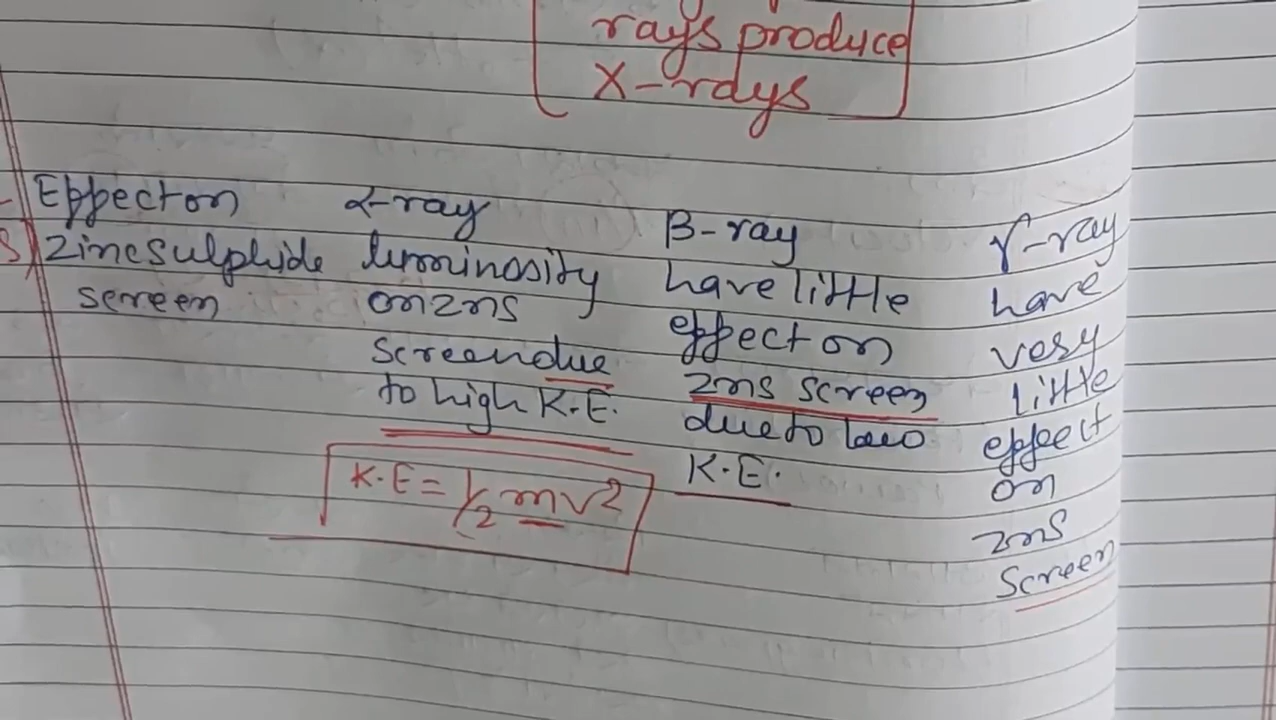 rays produce
X-rays
Effect on
Zinc sulphide
screen
α-ray
luminosity
on zns
screen due
to high K.E.
K.E = 1/2 mv2
β-ray
have little
effect on
zns screen
due to low
K.E.
γ-ray
have
very
little
effect
on
zns
Screen